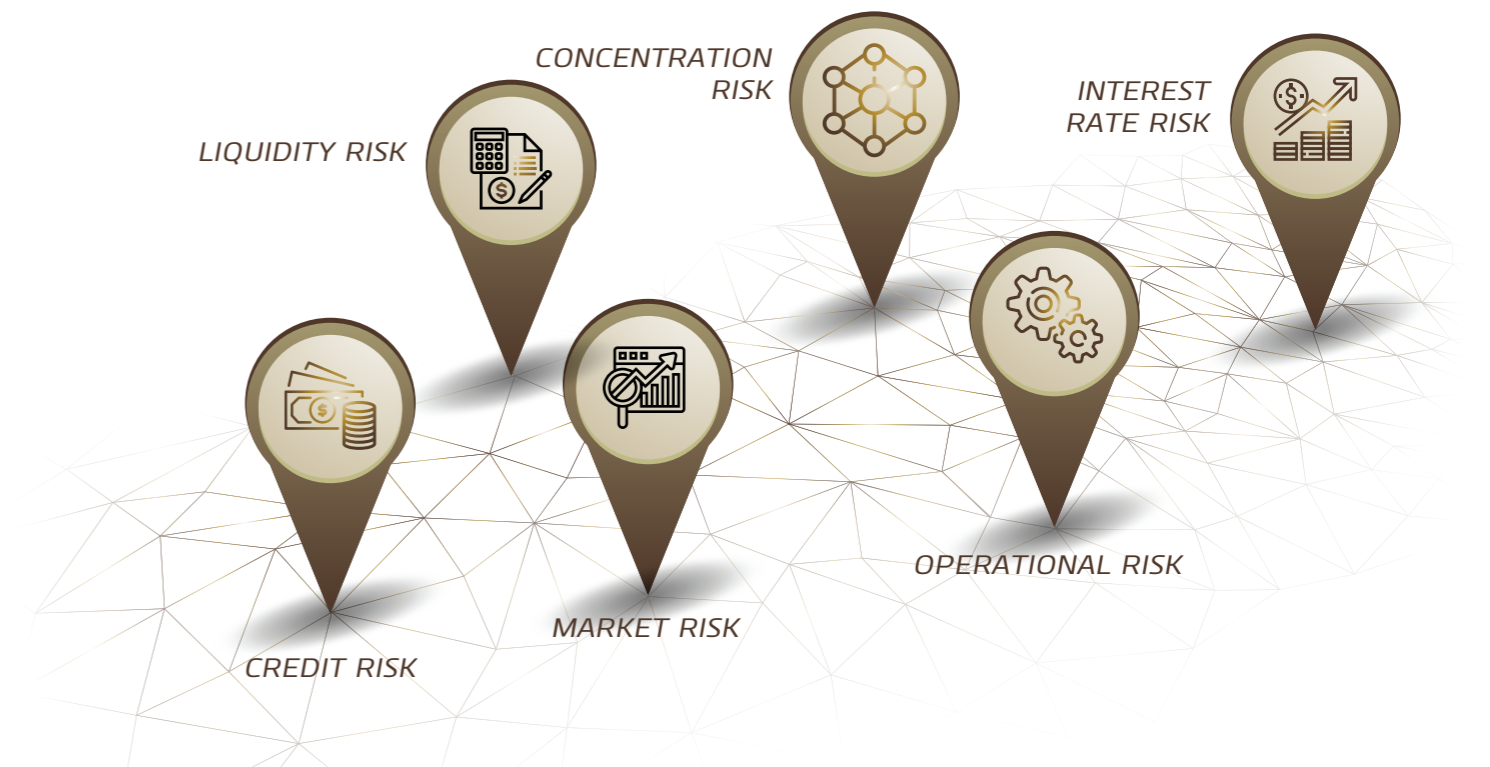 CONCENTRATION
RISK
INTEREST
RATE RISK
LIQUIDITY RISK
OPERATIONAL RISK
MARKET RISK
CREDIT RISK